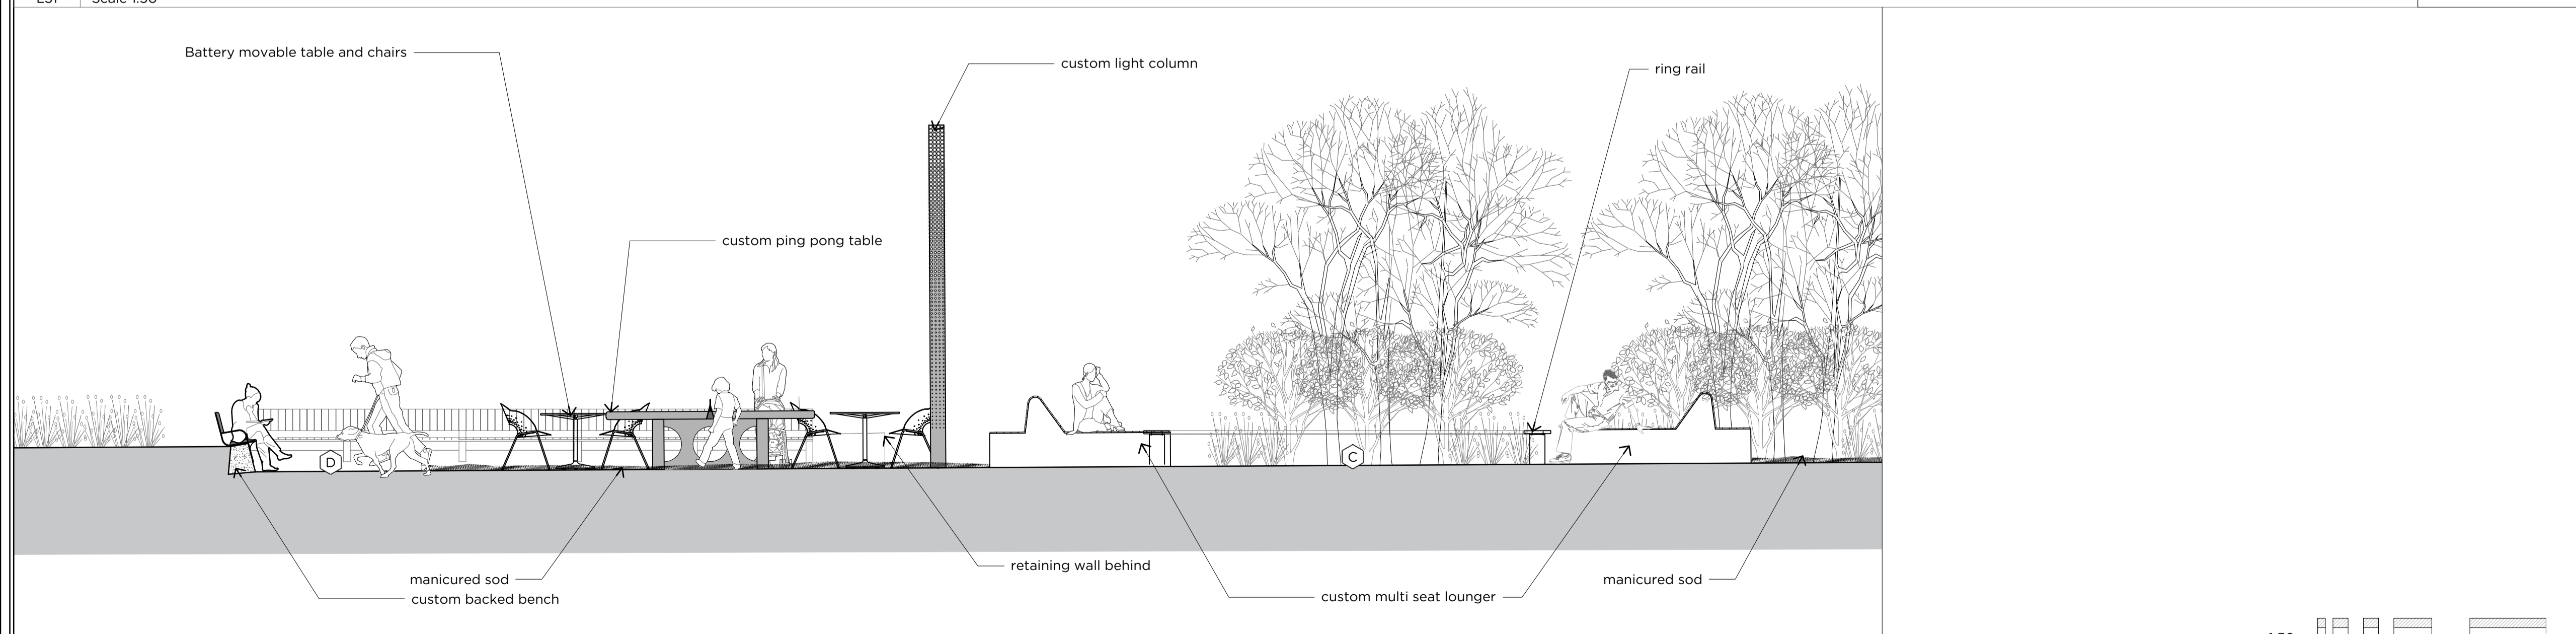 Battery movable table and chairs
custom light column
ring rail
custom ping pong table
D
C
retaining wall behind
manicured sod
custom backed bench
custom multi seat lounger
manicured sod